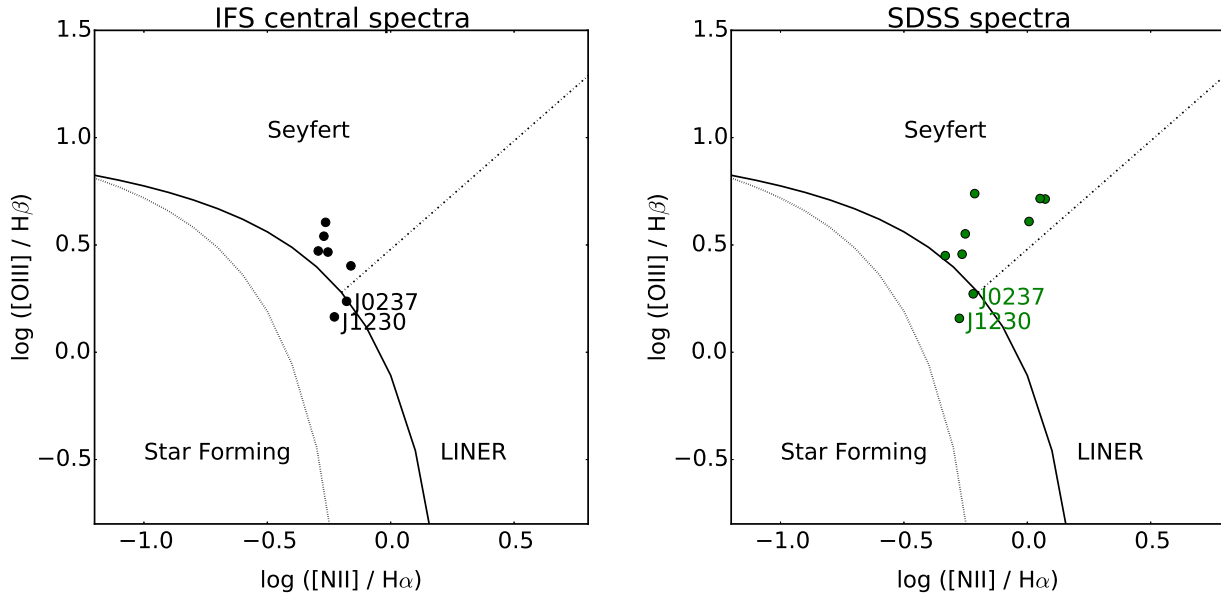 IFS central spectra
1.5
1.0
0.5
0.0
−0.5
log ([OIII] / Hβ)
Seyfert
J0237
J1230
Star Forming
LINER
−1.0
−0.5
0.0
0.5
log ([NII] / Hα)
SDSS spectra
1.5
1.0
0.5
0.0
−0.5
log ([OIII] / Hβ)
Seyfert
J0237
J1230
Star Forming
LINER
−1.0
−0.5
0.0
0.5
log ([NII] / Hα)